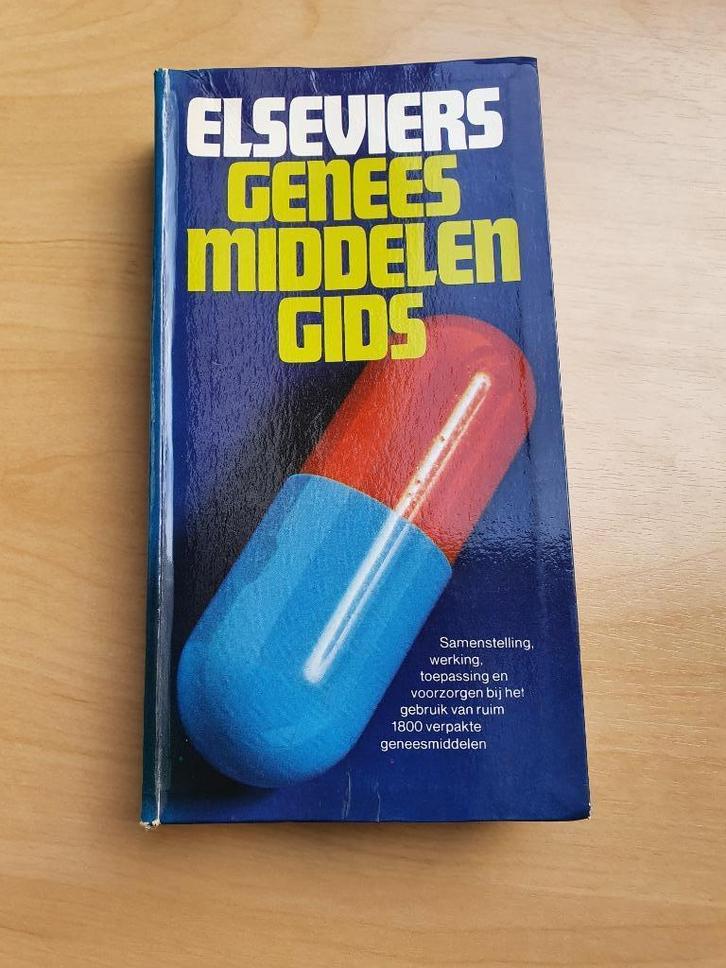 ELSEVIERS
GENEES
MIDDELEN
GIDS
Samenstelling,
werking,
toepassing en
voorzorgen bij het
gebruik van ruim
1800 verpakte
geneesmiddelen